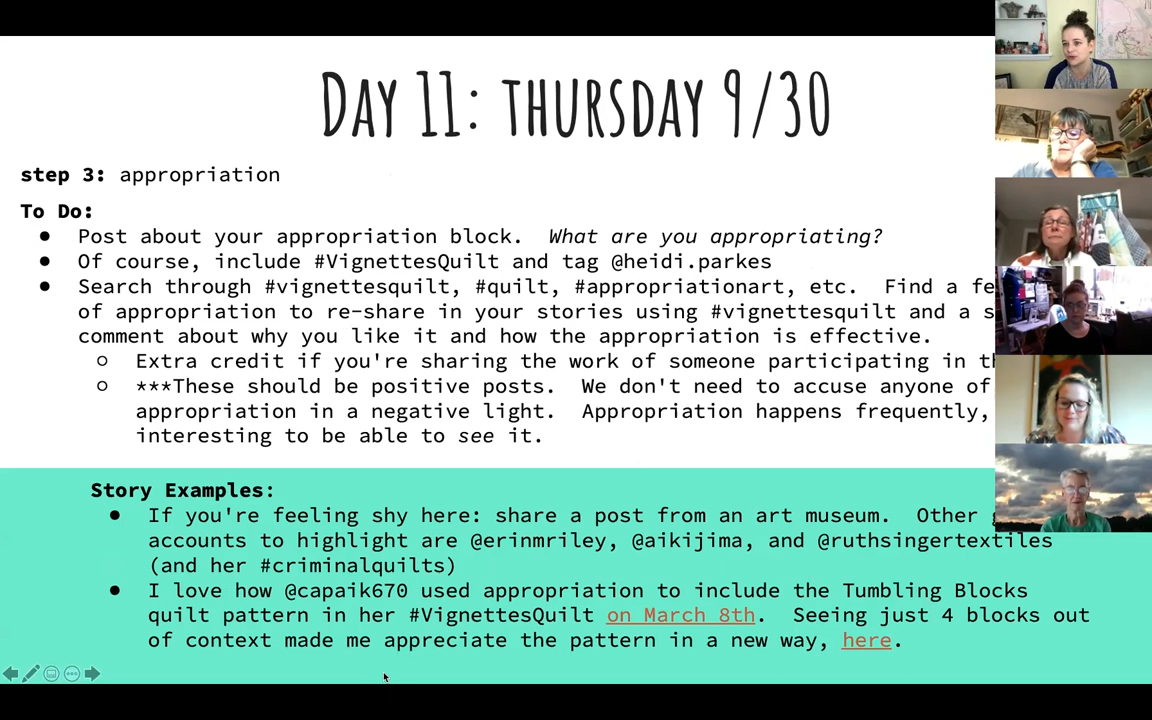 DAY 11: THURSDAY 9/30
step 3: appropriation
To Do:
● Post about your appropriation block. What are you appropriating?
● Of course, include #VignettesQuilt and tag @heidi.parkes
● Search through #vignettesquilt, #quilt, #appropriationart, etc. Find a fe
of appropriation to re-share in your stories using #vignettesquilt and a s
comment about why you like it and how the appropriation is effective.
○ Extra credit if you're sharing the work of someone participating in th
○ ***These should be positive posts. We don't need to accuse anyone of
appropriation in a negative light. Appropriation happens frequently,
interesting to be able to see it.
Story Examples:
● If you're feeling shy here: share a post from an art museum. Other g
accounts to highlight are @erinmriley, @aikijima, and @ruthsingertextiles
(and her #criminalquilts)
● I love how @capaik670 used appropriation to include the Tumbling Blocks
quilt pattern in her #VignettesQuilt on March 8th. Seeing just 4 blocks out
of context made me appreciate the pattern in a new way, here.